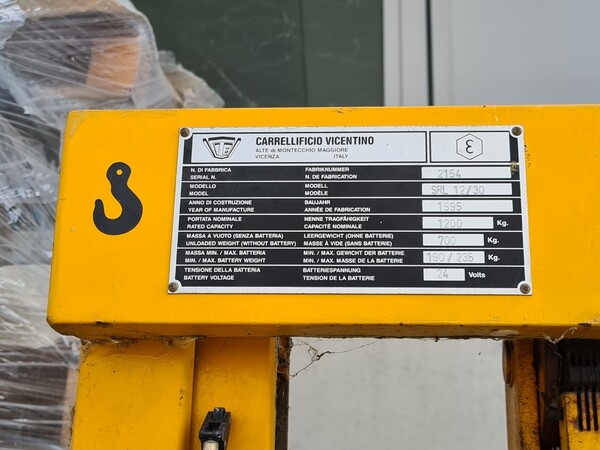 CARRELLIFICIO VICENTINO
ALTE di MONTECCHIO MAGGIORE
VICENZA ITALY
ε
N. DI FABBRICA FABRIKNUMMER
SERIAL N. N. DE FABRICATION 2154
MODELLO MODELL
MODEL MODÈLE SRL 12/30
ANNO DI COSTRUZIONE BAUJAHR
YEAR OF MANUFACTURE ANNÉE DE FABRICATION 1995
PORTATA NOMINALE NENNE TRAGFÄHIGKEIT
RATED CAPACITY CAPACITÉ NOMINALE 1200 Kg.
MASSA A VUOTO (SENZA BATTERIA) LEERGEWICHT (OHNE BATTERIE)
UNLOADED WEIGHT (WITHOUT BATTERY) MASSE À VIDE (SANS BATTERIE) 700 Kg.
MASSA MIN. / MAX. BATTERIA MIN. / MAX. GEWICHT DER BATTERIE
MIN. / MAX. BATTERY WEIGHT MIN. / MAX. MASSE DE LA BATTERIE 190 / 235 Kg.
TENSIONE DELLA BATTERIA BATTERIESPANNUNG
BATTERY VOLTAGE TENSION DE LA BATTERIE 24 Volts